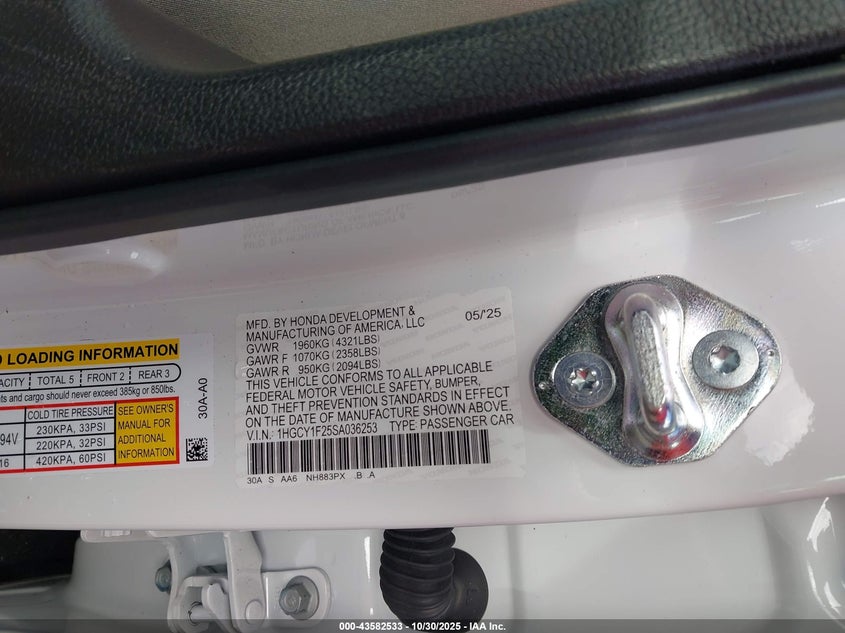 MFD. BY HONDA DEVELOPMENT &
MANUFACTURING OF AMERICA, LLC 05/'25
GVWR 1960KG (4321LBS)
GAWR F 1070KG (2358LBS)
GAWR R 950KG (2094LBS)
THIS VEHICLE CONFORMS TO ALL APPLICABLE
FEDERAL MOTOR VEHICLE SAFETY, BUMPER,
AND THEFT PREVENTION STANDARDS IN EFFECT
ON THE DATE OF MANUFACTURE SHOWN ABOVE.
V.I.N.: 1HGCY1F25SA036253 TYPE: PASSENGER CAR
30A S AA6 NH883PX .B .A
LOADING INFORMATION
TOTAL 5 FRONT 2 REAR 3
and cargo should never exceed 385kg or 850lbs.
COLD TIRE PRESSURE
94V 230KPA, 33PSI
220KPA, 32PSI
16 420KPA, 60PSI
SEE OWNER'S
MANUAL FOR
ADDITIONAL
INFORMATION
30A-A0
000-43582533 - 10/30/2025 - IAA Inc.